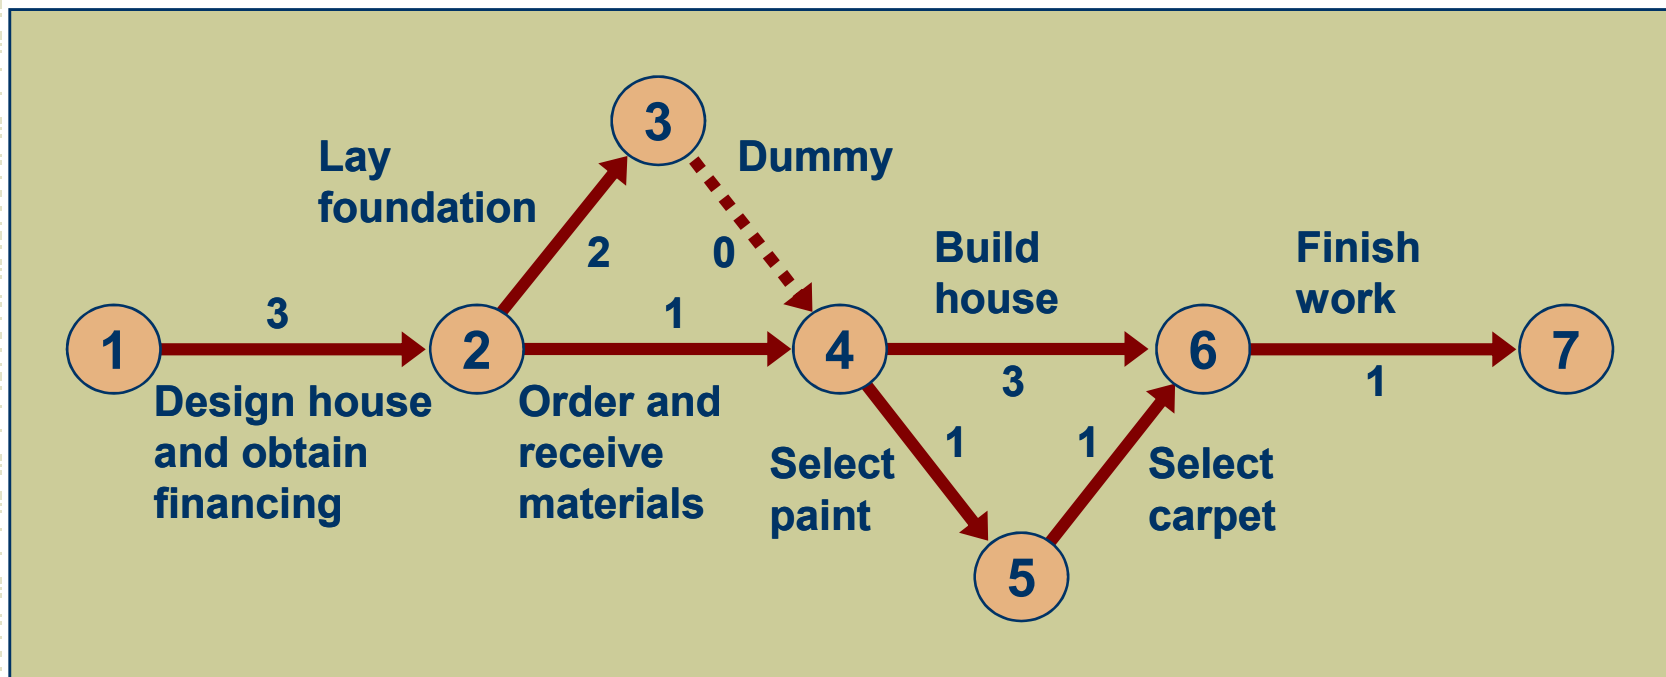 3
Lay
foundation
Dummy
2
0
Build
house
Finish
work
1
3
2
1
4
6
7
3
1
Design house
and obtain
financing
Order and
receive
materials
Select
paint
1
1
Select
carpet
5